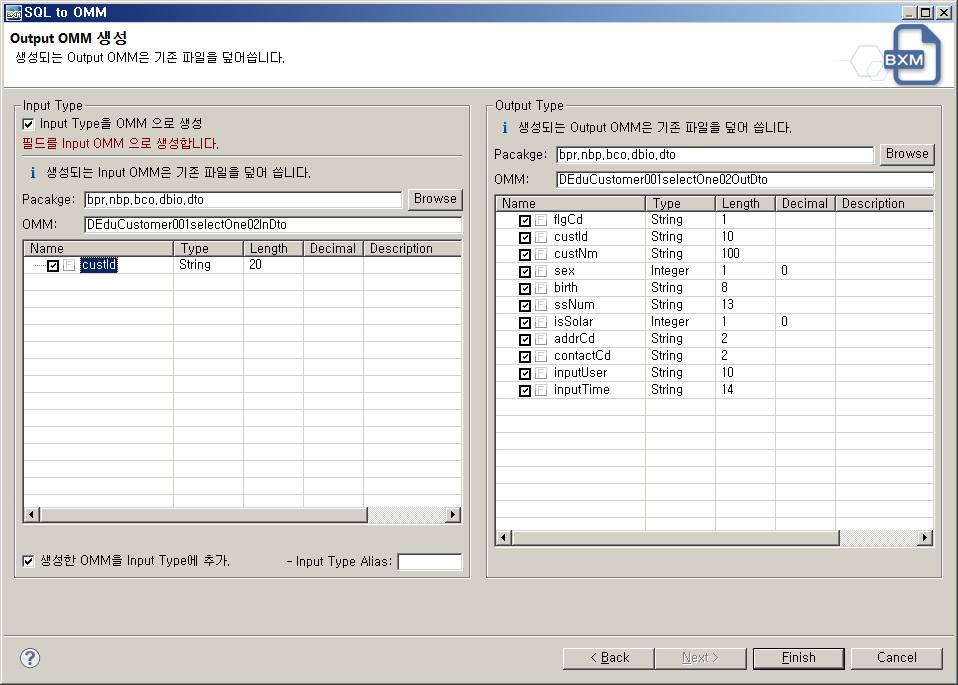 SQL to OMM
Output OMM 생성
생성되는 Output OMM은 기존 파일을 덮어씁니다.
BXM
Input Type
Input Type을 OMM 으로 생성
필드를 Input OMM 으로 생성합니다.
생성되는 Input OMM은 기존 파일을 덮어 씁니다.
Pacakge: bpr.nbp.bco.dbio.dto Browse
OMM: DEduCustomer001selectOne02InDto
Name Type Length Decimal Description
custId String 20
생성한 OMM을 Input Type에 추가. - Input Type Alias:
Output Type
생성되는 Output OMM은 기존 파일을 덮어 씁니다.
Pacakge: bpr.nbp.bco.dbio.dto Browse
OMM: DEduCustomer001selectOne02OutDto
Name Type Length Decimal Description
flgCd String 1
custId String 10
custNm String 100
sex Integer 1 0
birth String 8
ssNum String 13
isSolar Integer 1 0
addrCd String 2
contactCd String 2
inputUser String 10
inputTime String 14
< Back Next > Finish Cancel